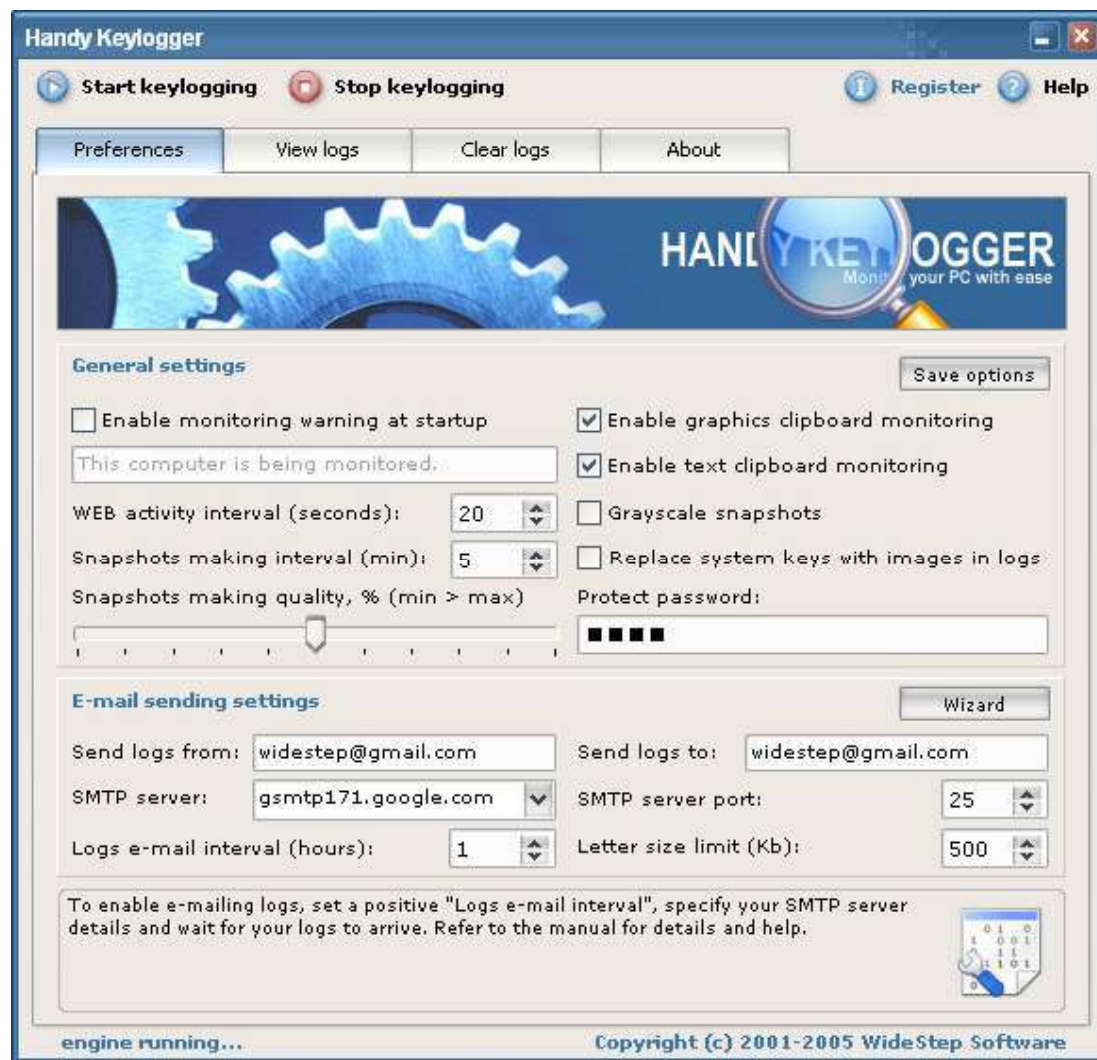 Handy Keylogger
Start keylogging Stop keylogging Register Help
Preferences View logs Clear logs About
HANDY KEYLOGGER
Monitor your PC with ease
General settings Save options
Enable monitoring warning at startup Enable graphics clipboard monitoring
This computer is being monitored. Enable text clipboard monitoring
WEB activity interval (seconds): 20 Grayscale snapshots
Snapshots making interval (min): 5 Replace system keys with images in logs
Snapshots making quality, % (min > max) Protect password:
E-mail sending settings Wizard
Send logs from: widestep@gmail.com Send logs to: widestep@gmail.com
SMTP server: gsmtp171.google.com SMTP server port: 25
Logs e-mail interval (hours): 1 Letter size limit (Kb): 500
To enable e-mailing logs, set a positive "Logs e-mail interval", specify your SMTP server
details and wait for your logs to arrive. Refer to the manual for details and help.
engine running... Copyright (c) 2001-2005 WideStep Software